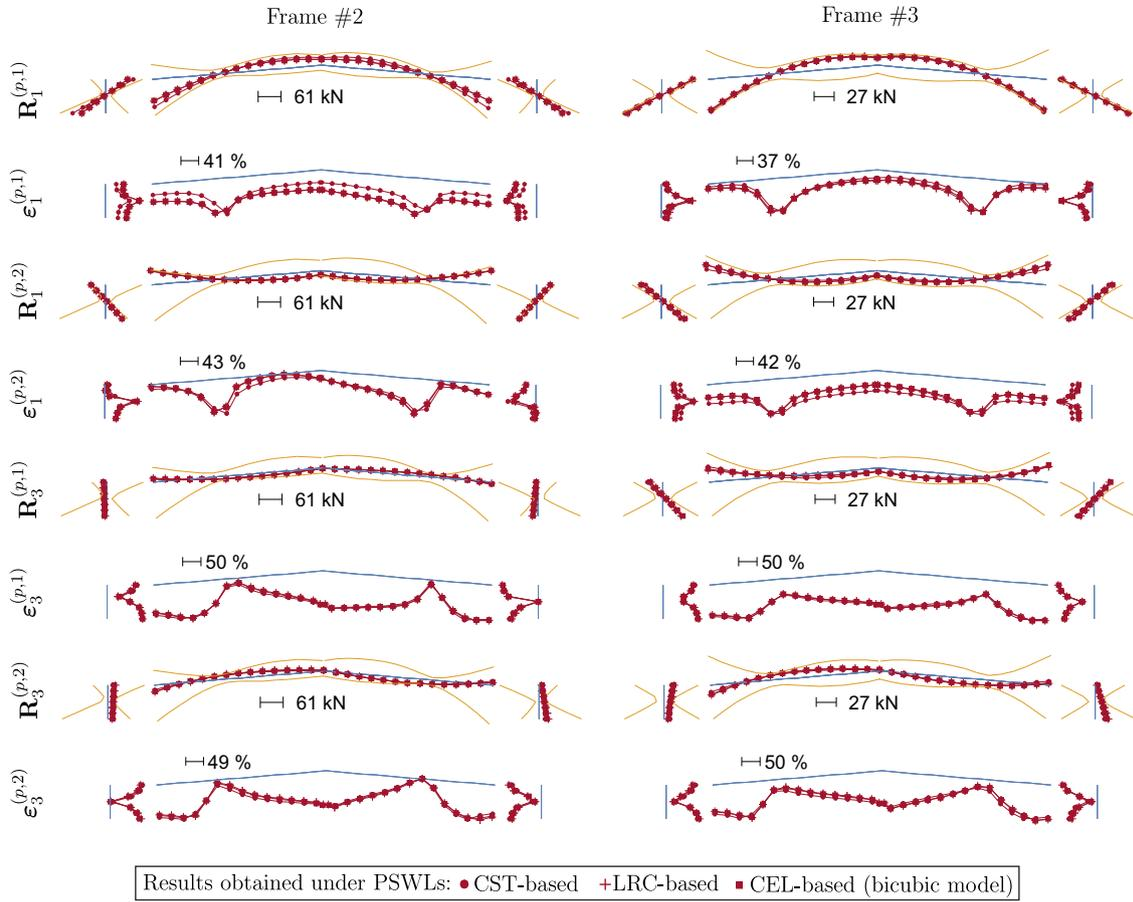 Frame #2 Frame #3
R₁^(p,1) 61 kN 27 kN
ε₁^(p,1) 41 % 37 %
R₁^(p,2) 61 kN 27 kN
ε₁^(p,2) 43 % 42 %
R₃^(p,1) 61 kN 27 kN
ε₃^(p,1) 50 % 50 %
R₃^(p,2) 61 kN 27 kN
ε₃^(p,2) 49 % 50 %
Results obtained under PSWLs: CST-based LRC-based CEL-based (bicubic model)